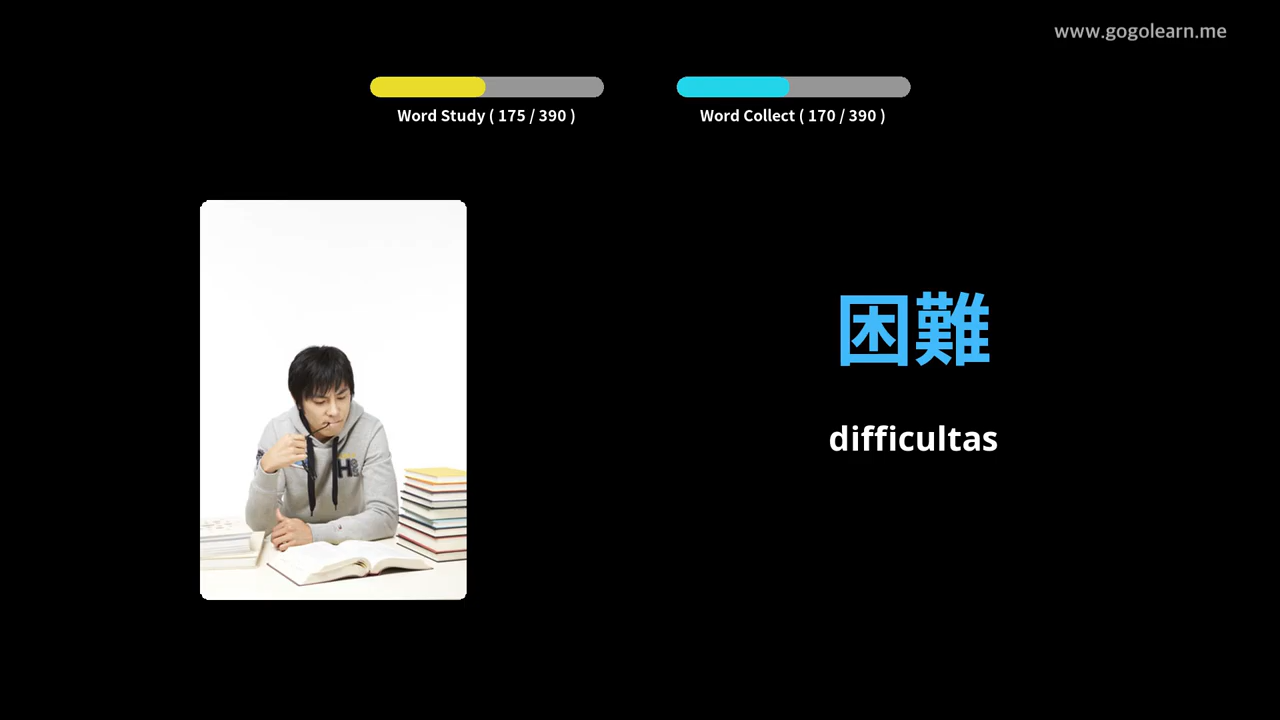 www.gogolearn.me
Word Study ( 175 / 390 )
Word Collect ( 170 / 390 )
困難
difficultas
H